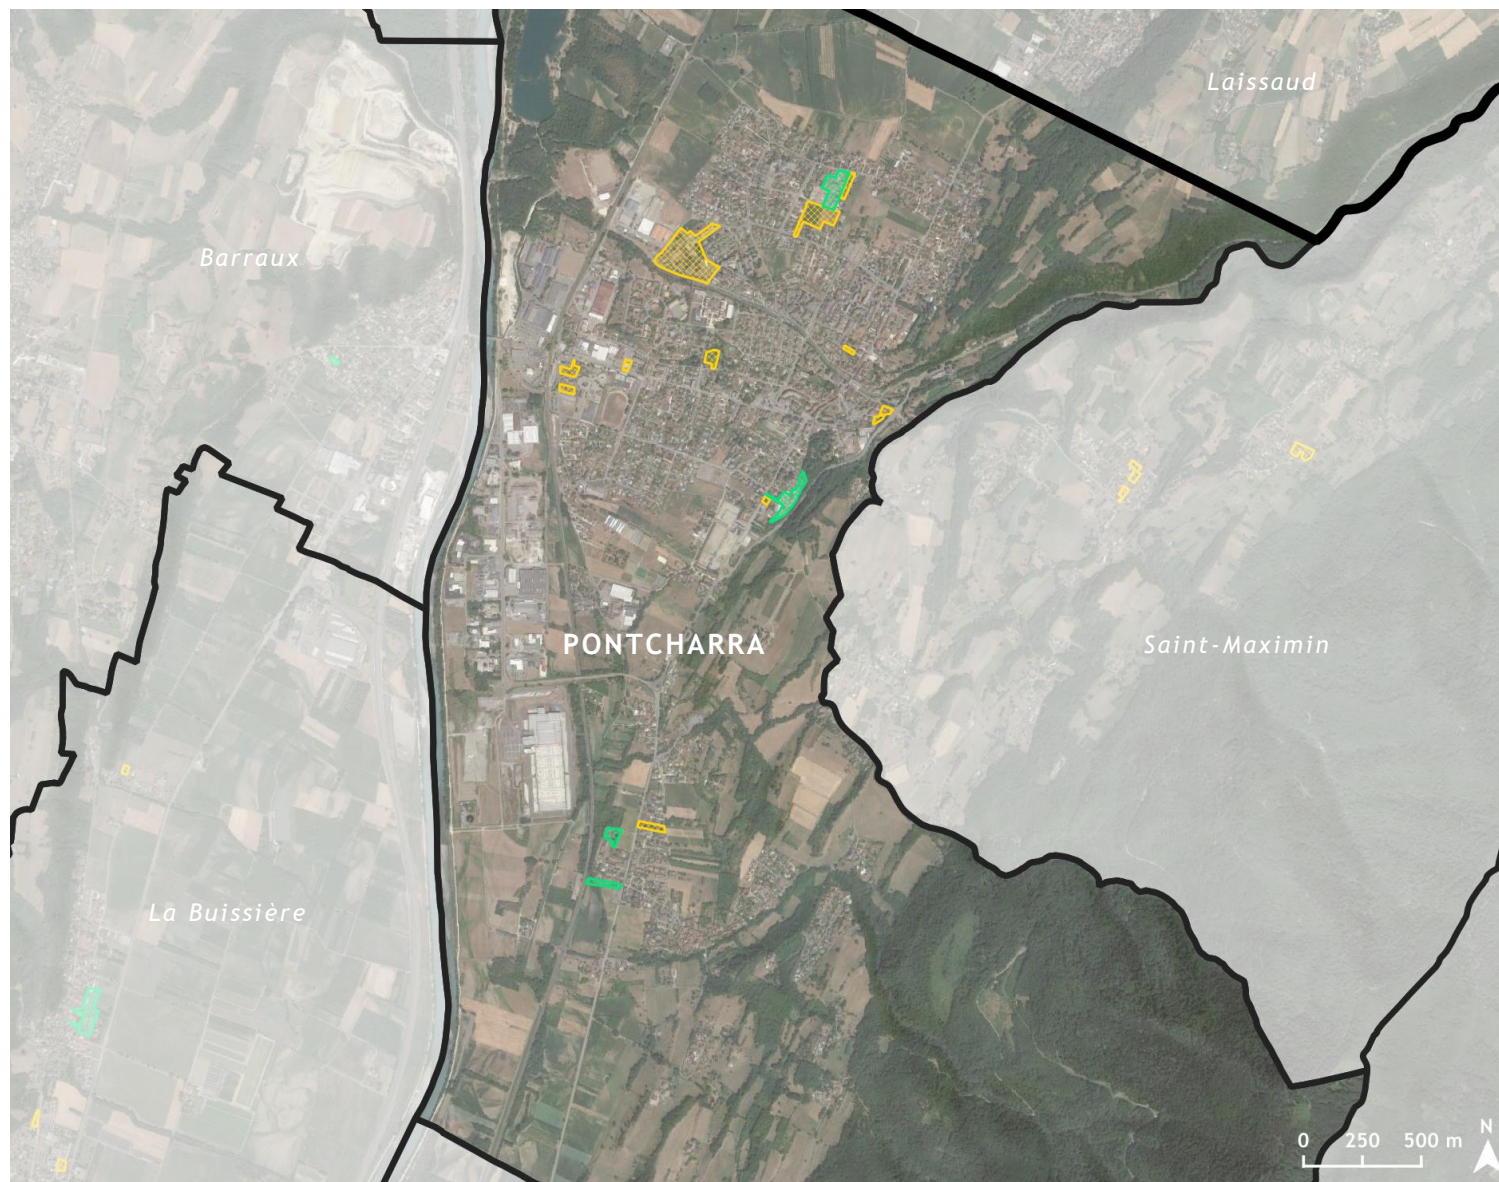 Laissaud
Barraux
PONTCHARRA
Saint-Maximin
La Buissière
N
0 250 500 m